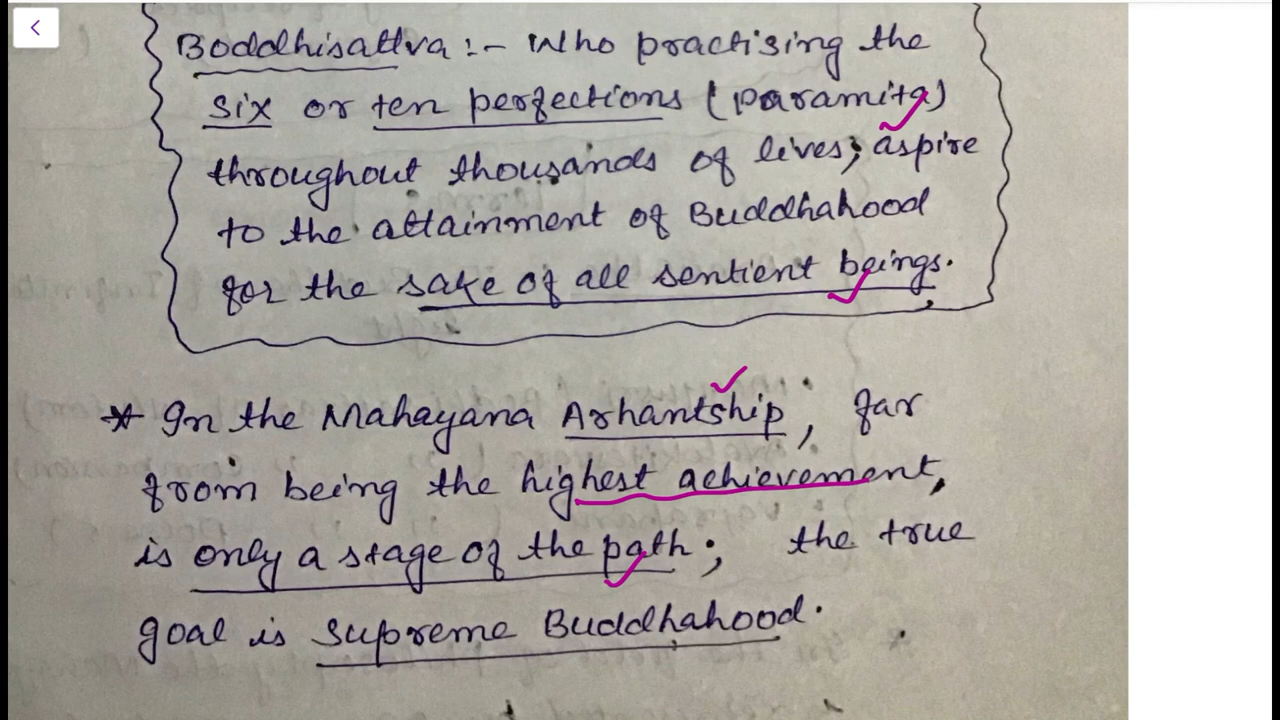 Boddhisattva :- Who practising the
six or ten perfections (paramita)
throughout thousands of lives, aspire
to the attainment of Buddhahood
for the sake of all sentient beings.
* In the Mahayana Arhantship, far
from being the highest achievement,
is only a stage of the path; the true
goal is supreme Buddhahood.